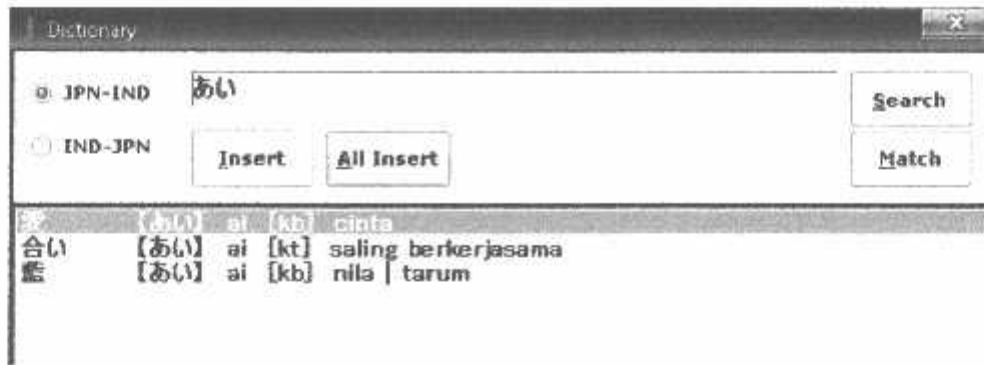 Dictionary
JPN-IND あい Search
IND-JPN Insert All Insert Match
愛 【あい】 ai [kb] cinta
合い 【あい】 ai [kt] saling berkerjasama
藍 【あい】 ai [kb] nila | tarum